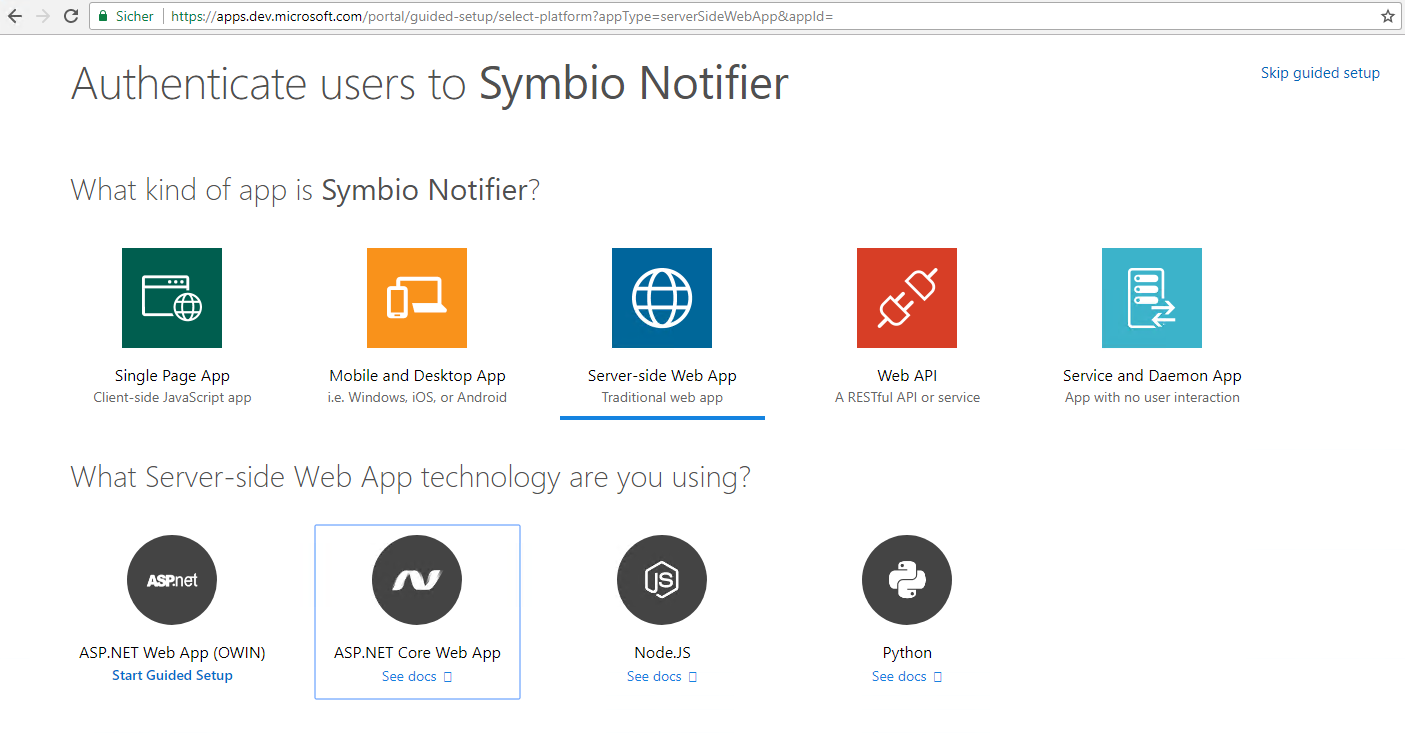 Sicher https://apps.dev.microsoft.com/portal/guided-setup/select-platform?appType=serverSideWebApp&appId=
Authenticate users to Symbio Notifier
Skip guided setup
What kind of app is Symbio Notifier?
Single Page App
Client-side JavaScript app
Mobile and Desktop App
i.e. Windows, iOS, or Android
Server-side Web App
Traditional web app
Web API
A RESTful API or service
Service and Daemon App
App with no user interaction
What Server-side Web App technology are you using?
ASP.net
ASP.NET Web App (OWIN)
Start Guided Setup
ASP.NET Core Web App
See docs
JS
Node.JS
See docs
Python
See docs